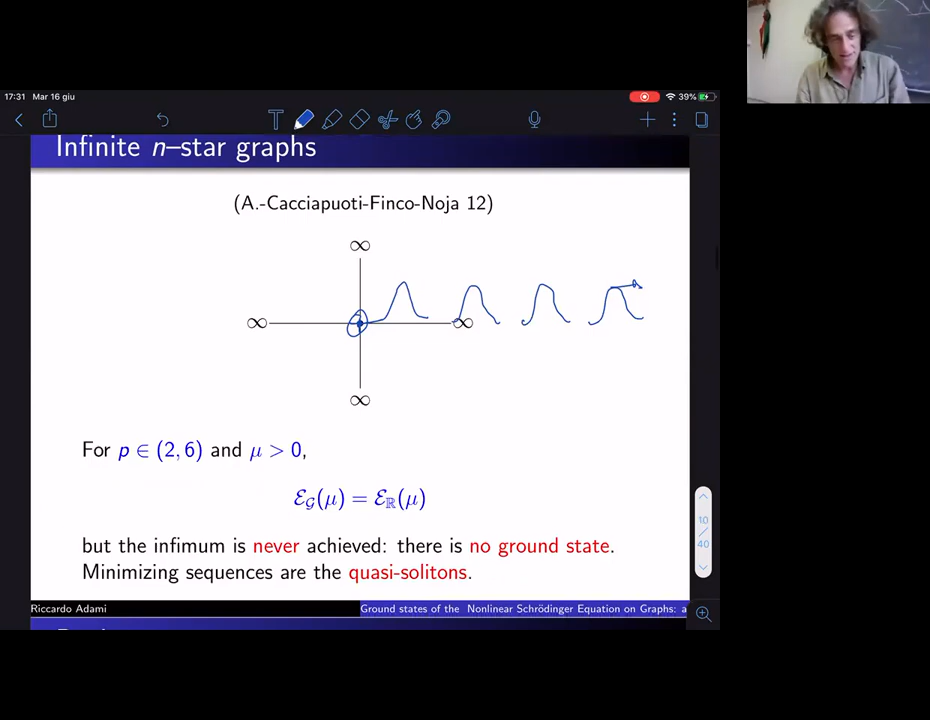 17:31 Mar 16 giu
39%
Infinite n–star graphs
(A.-Cacciapuoti-Finco-Noja 12)
∞
∞ ∞
∞
For p ∈ (2, 6) and μ > 0,
ℰ_𝒢(μ) = ℰ_ℝ(μ)
but the infimum is never achieved: there is no ground state.
Minimizing sequences are the quasi-solitons.
10
/
40
Riccardo Adami Ground states of the Nonlinear Schrödinger Equation on Graphs: a